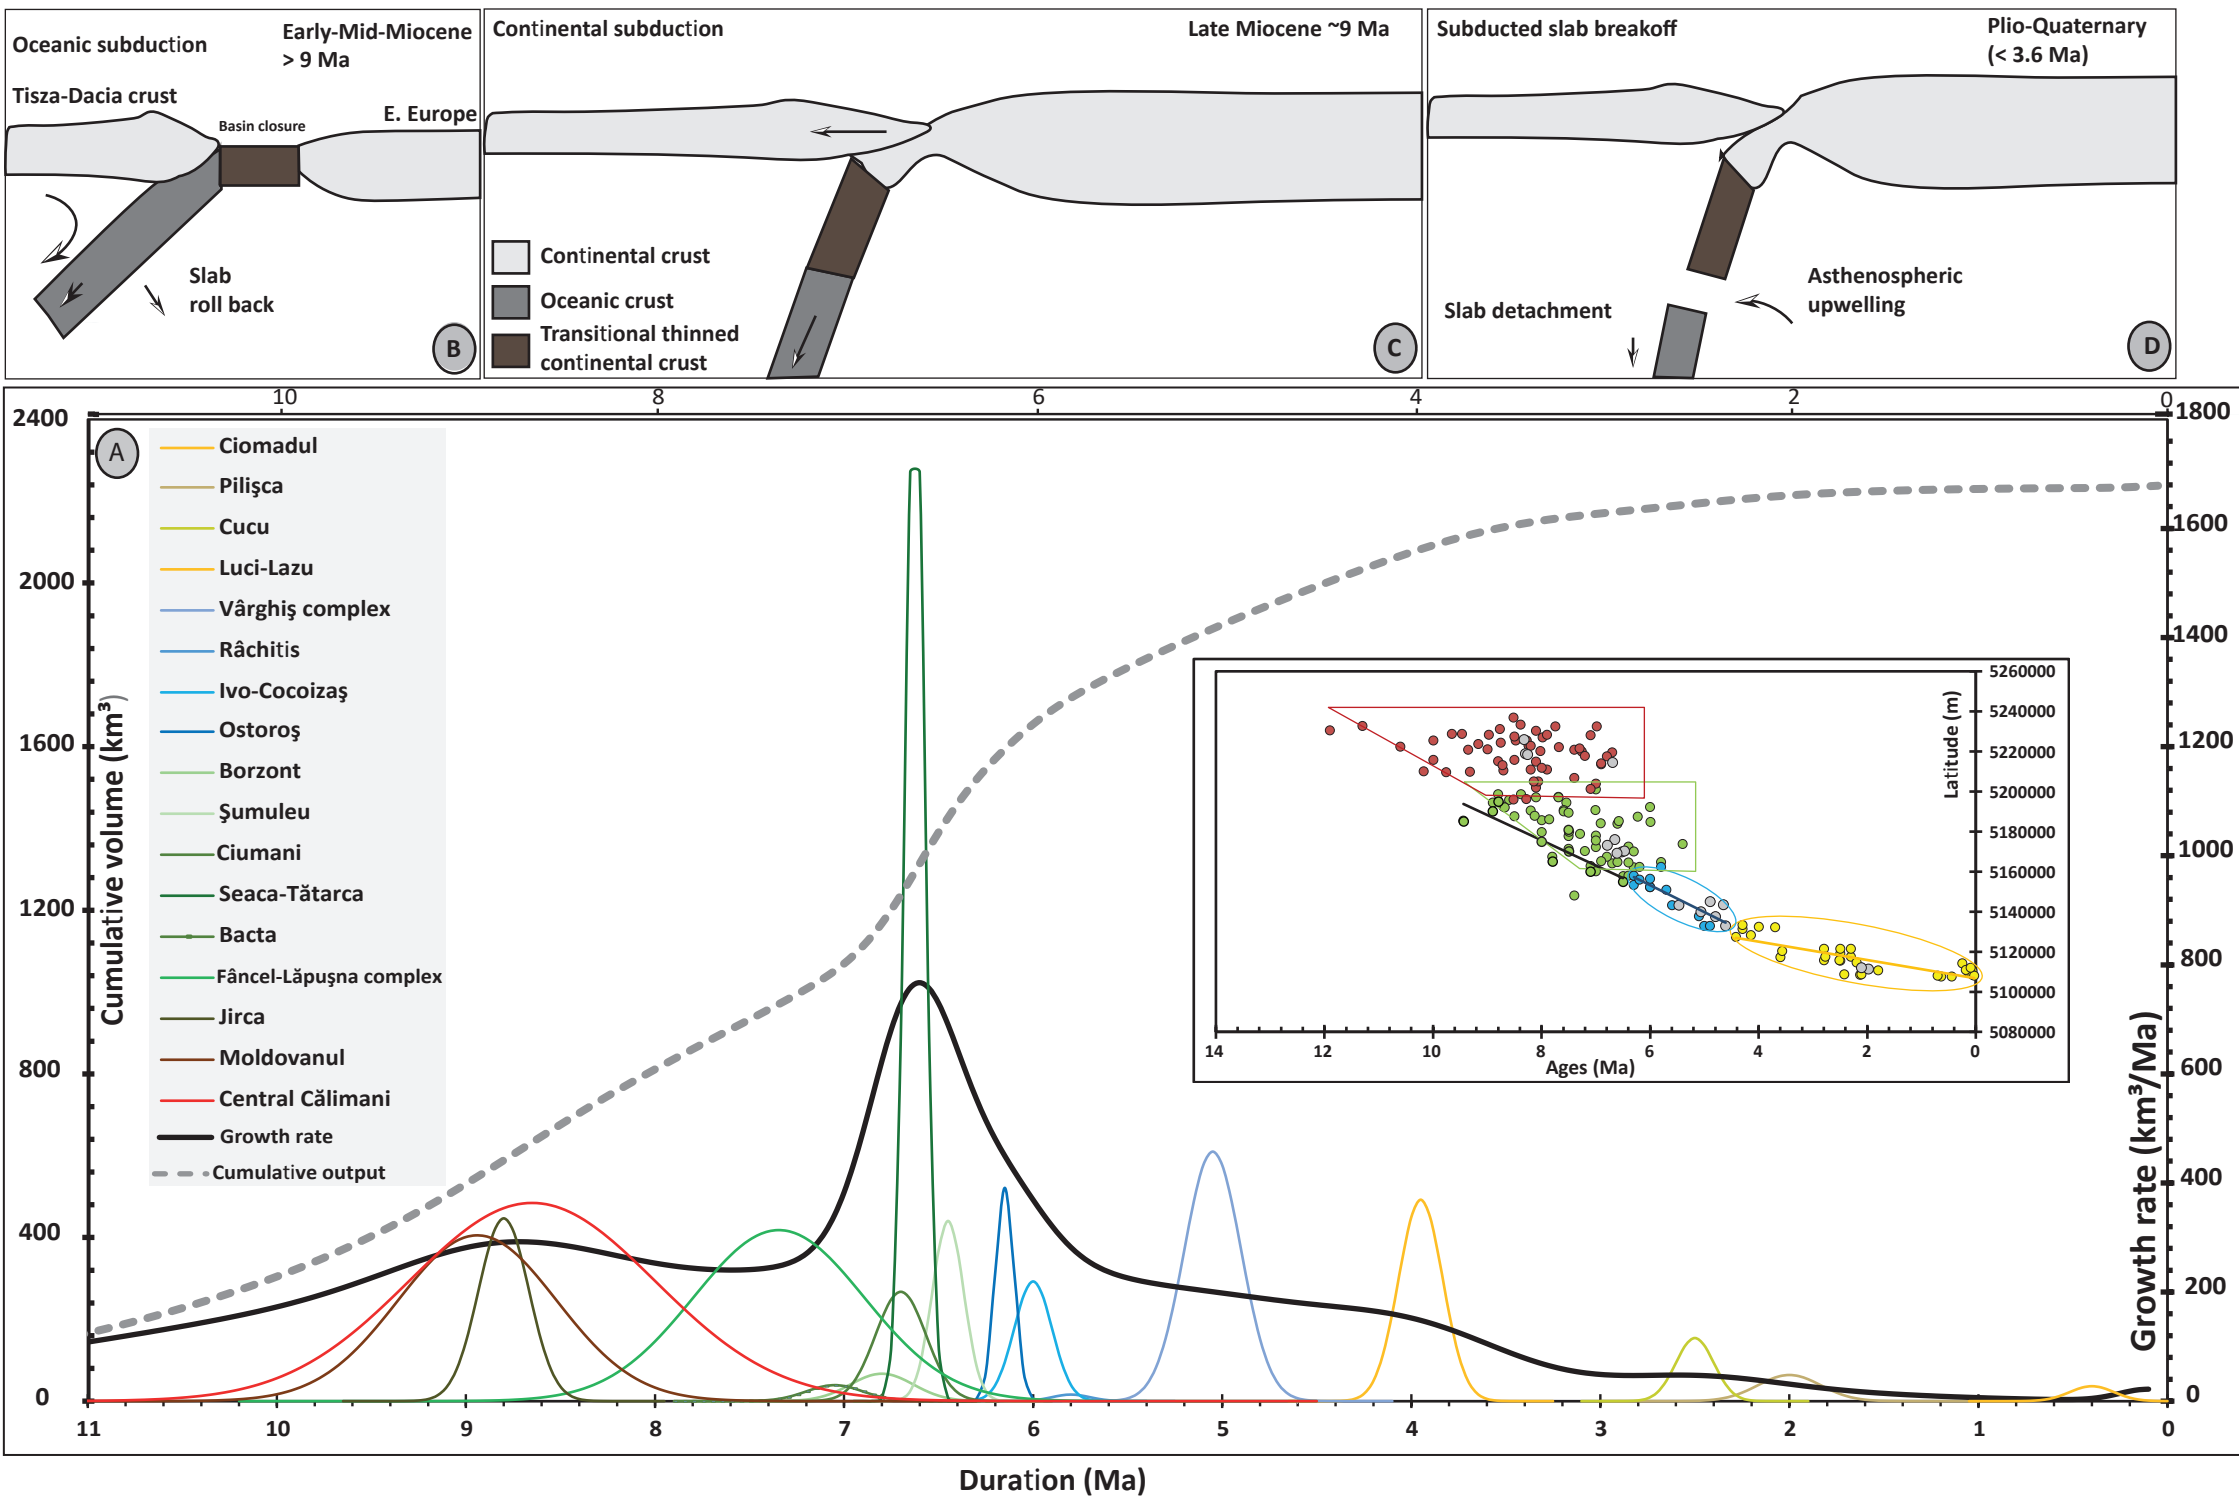 Oceanic subduction
Early-Mid-Miocene
> 9 Ma
Tisza-Dacia crust
Basin closure
E. Europe
Slab
roll back
B
Continental subduction
Late Miocene ~9 Ma
Continental crust
Oceanic crust
Transitional thinned
continental crust
C
Subducted slab breakoff
Plio-Quaternary
(< 3.6 Ma)
Slab detachment
Asthenospheric
upwelling
D
10 8 6 4 2 0
A
2400
2000
1600
1200
800
400
0
Cumulative volume (km³)
Ciomadul
Pilişca
Cucu
Luci-Lazu
Vârghiş complex
Râchitis
Ivo-Cocoizaş
Ostoroş
Borzont
Şumuleu
Ciumani
Seaca-Tătarca
Bacta
Fâncel-Lăpuşna complex
Jirca
Moldovanul
Central Călimani
Growth rate
Cumulative output
5260000
5240000
5220000
5200000
5180000
5160000
5140000
5120000
5100000
5080000
Latitude (m)
14 12 10 8 6 4 2 0
Ages (Ma)
1800
1600
1400
1200
1000
800
600
400
200
0
Growth rate (km³/Ma)
11 10 9 8 7 6 5 4 3 2 1 0
Duration (Ma)